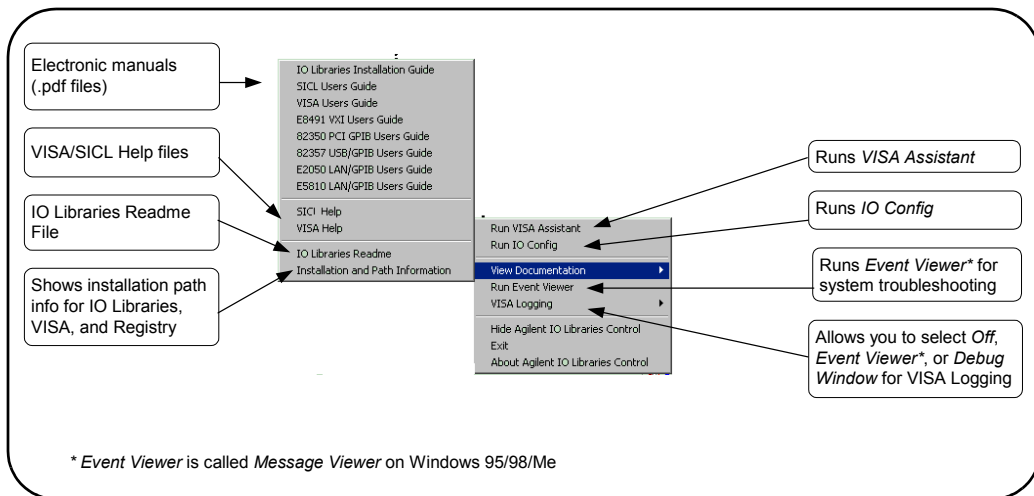 Electronic manuals
(.pdf files)
VISA/SICL Help files
IO Libraries Readme
File
Shows installation path
info for IO Libraries,
VISA, and Registry
IO Libraries Installation Guide
SICL Users Guide
VISA Users Guide
E8491 VXI Users Guide
82350 PCI GPIB Users Guide
82357 USB/GPIB Users Guide
E2050 LAN/GPIB Users Guide
E5810 LAN/GPIB Users Guide
SICL Help
VISA Help
IO Libraries Readme
Installation and Path Information
Run VISA Assistant
Run IO Config
View Documentation
Run Event Viewer
VISA Logging
Hide Agilent IO Libraries Control
Exit
About Agilent IO Libraries Control
Runs VISA Assistant
Runs IO Config
Runs Event Viewer* for
system troubleshooting
Allows you to select Off,
Event Viewer*, or Debug
Window for VISA Logging
* Event Viewer is called Message Viewer on Windows 95/98/Me